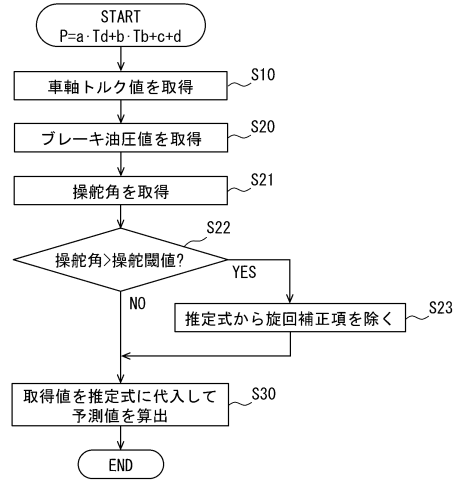 START
P=a·Td+b·Tb+c+d
車軸トルク値を取得
S10
ブレーキ油圧値を取得
S20
操舵角を取得
S21
操舵角>操舵閾値?
S22
YES
NO
推定式から旋回補正項を除く
S23
取得値を推定式に代入して
予測値を算出
S30
END